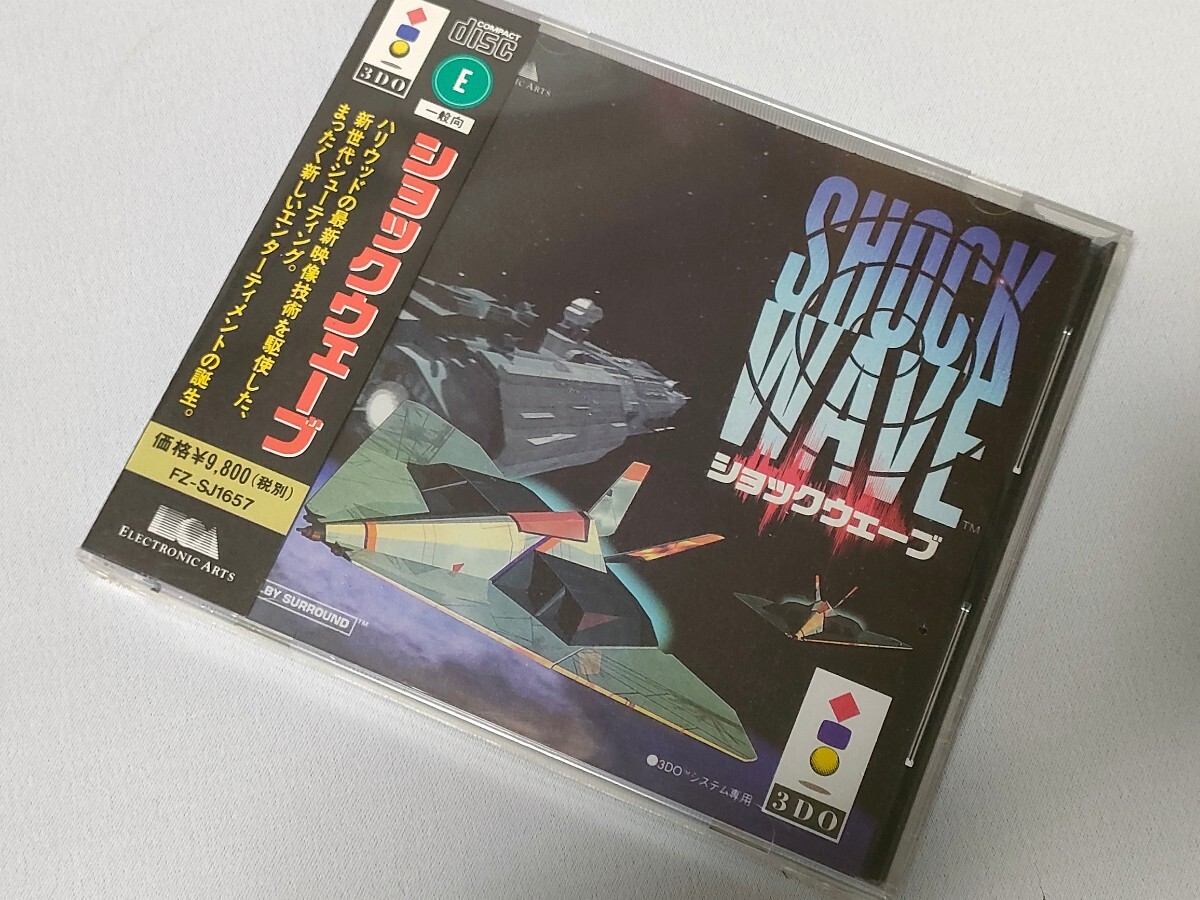 3DO
COMPACT
disc
E
一般向
ショックウェーブ
ハリウッドの最新映像技術を駆使した、
新世代シューティング。
まったく新しいエンターティメントの誕生。
価格¥9,800(税別)
FZ-SJ1657
ELECTRONIC ARTS
ARTS
SHOCK
WAVE
TM
ショックウエーブ
SURROUND TM
●3DO™システム専用
3DO